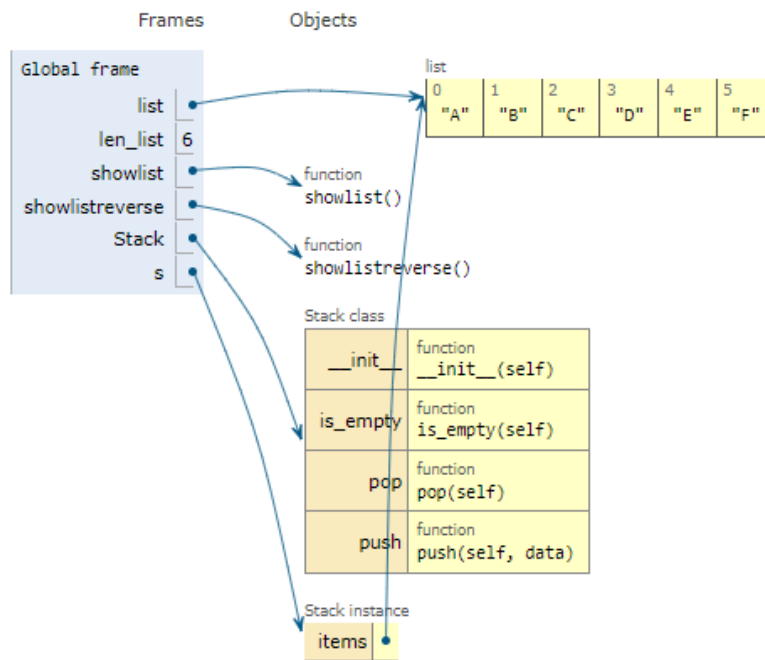 Frames Objects
Global frame
list
len_list 6
showlist
showlistreverse
Stack
s
list
0 1 2 3 4 5
"A" "B" "C" "D" "E" "F"
function
showlist()
function
showlistreverse()
Stack class
__init__ function
__init__(self)
is_empty function
is_empty(self)
pop function
pop(self)
push function
push(self, data)
Stack instance
items